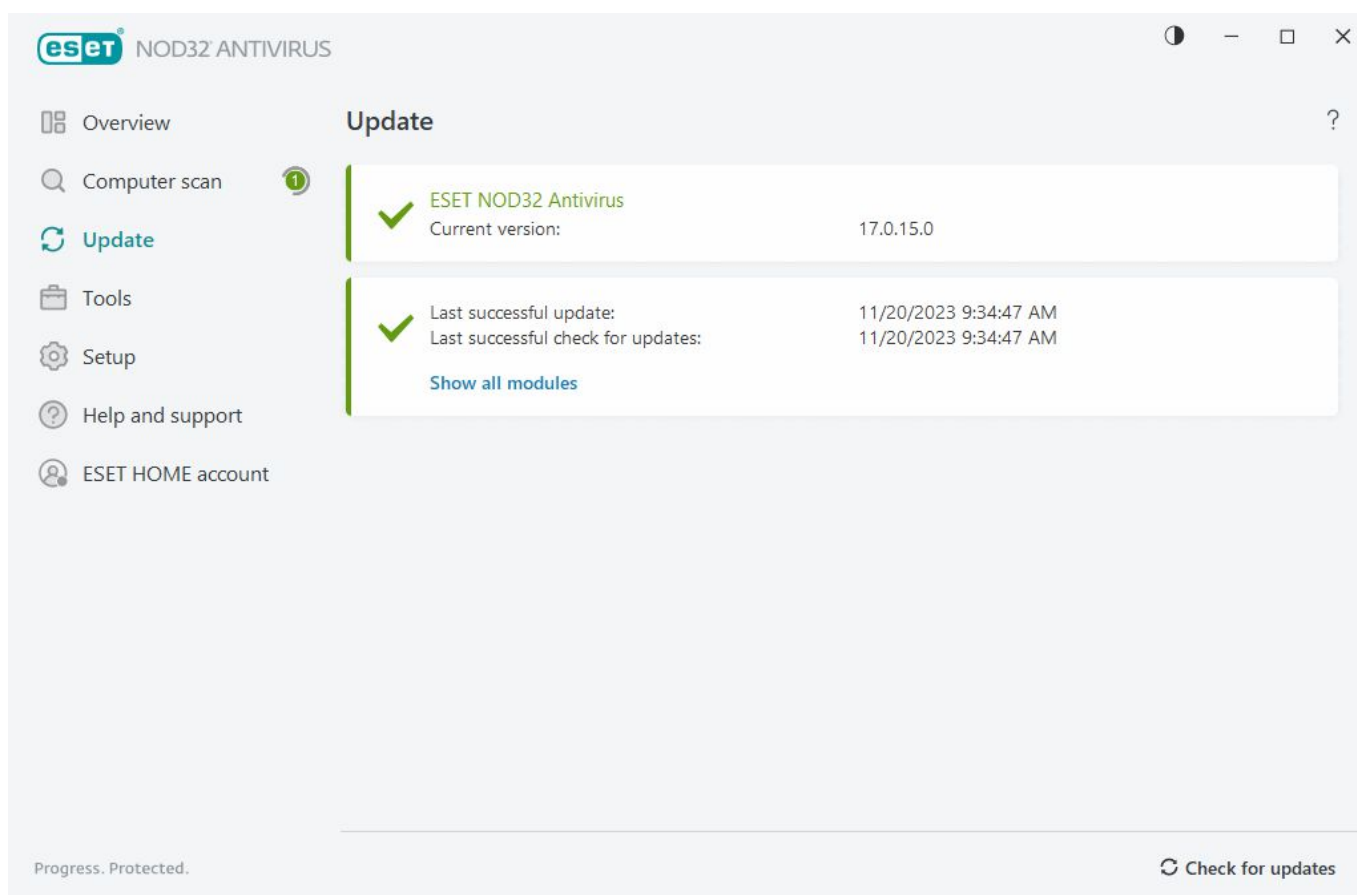 eset® NOD32® ANTIVIRUS
Overview
Computer scan 1
Update
Tools
Setup
Help and support
ESET HOME account
Update ?
ESET NOD32 Antivirus
Current version: 17.0.15.0
Last successful update: 11/20/2023 9:34:47 AM
Last successful check for updates: 11/20/2023 9:34:47 AM
Show all modules
Progress. Protected.
Check for updates